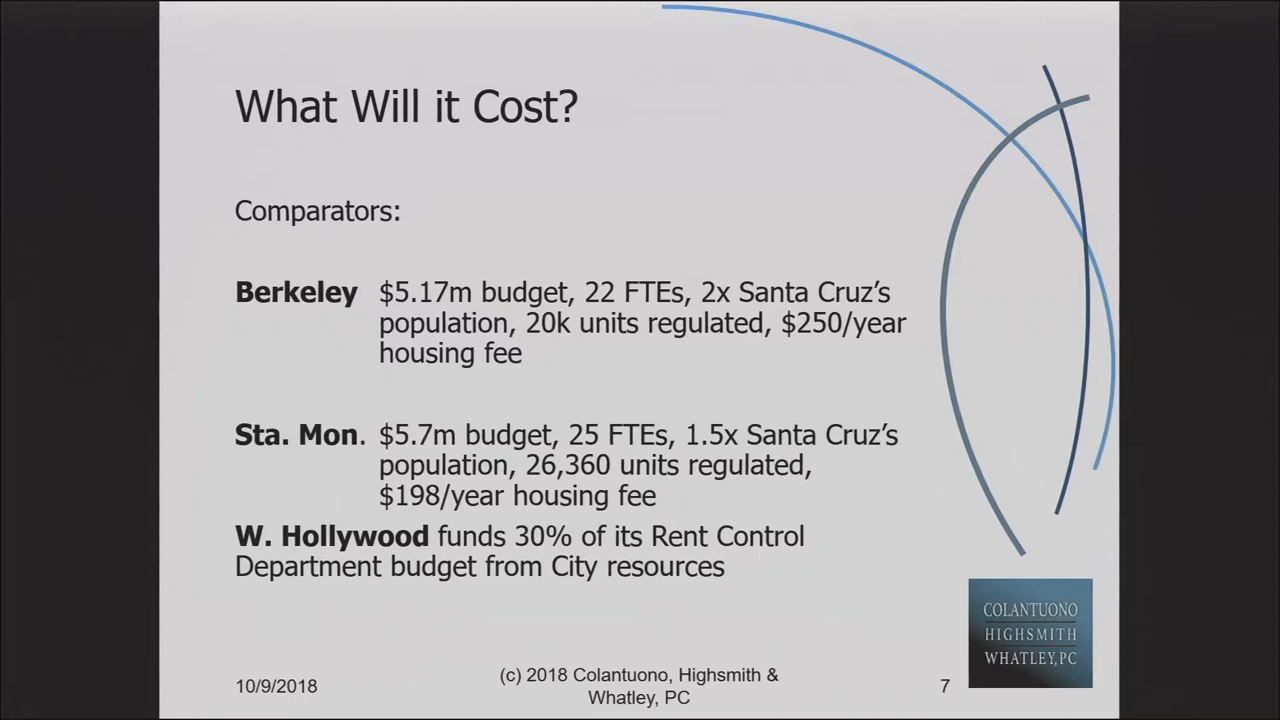 What Will it Cost?
Comparators:
Berkeley $5.17m budget, 22 FTEs, 2x Santa Cruz’s
population, 20k units regulated, $250/year
housing fee
Sta. Mon. $5.7m budget, 25 FTEs, 1.5x Santa Cruz’s
population, 26,360 units regulated,
$198/year housing fee
W. Hollywood funds 30% of its Rent Control
Department budget from City resources
COLANTUONO
HIGHSMITH
WHATLEY, PC
10/9/2018
(c) 2018 Colantuono, Highsmith &
Whatley, PC
7